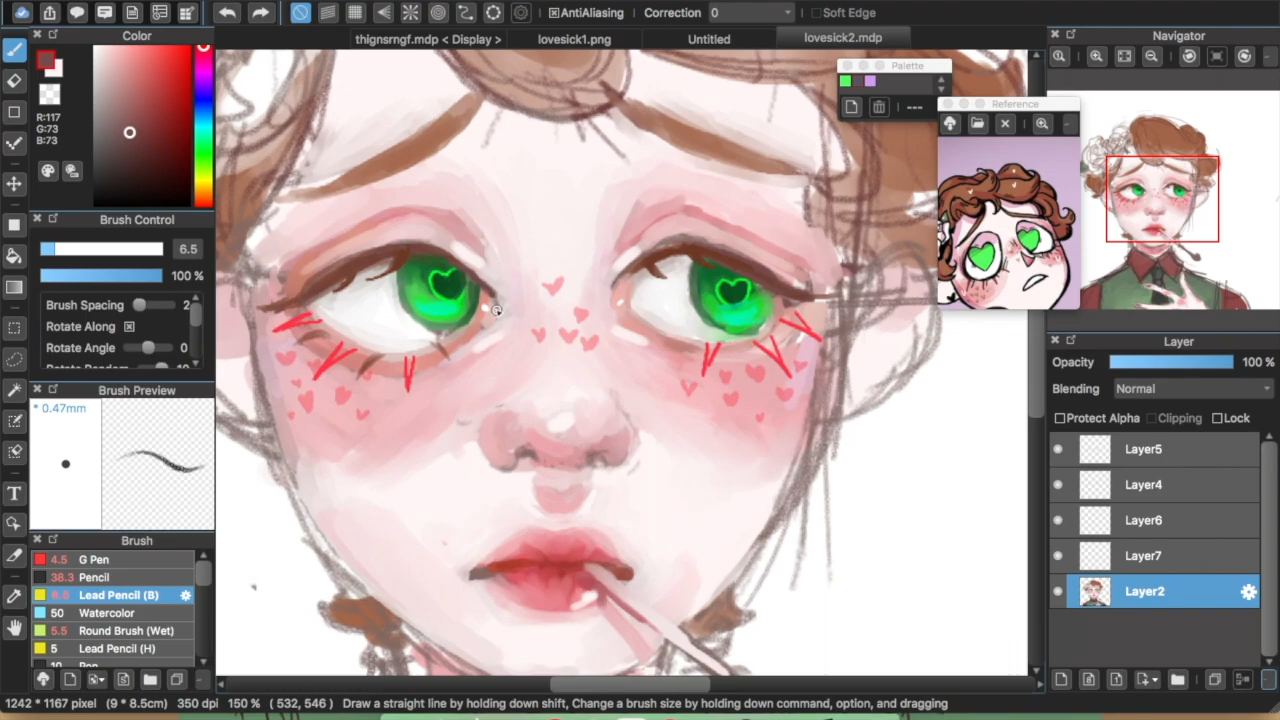 AntiAliasing Correction 0 Soft Edge
Color
thignsrngf.mdp < Display > lovesick1.png Untitled lovesick2.mdp
Navigator
Palette
---
Reference
R:117
G:73
B:73
Brush Control
6.5
100 %
Brush Spacing 2
Rotate Along
Rotate Angle 0
Brush Preview
* 0.47mm
Brush
4.5 G Pen
38.3 Pencil
6.5 Lead Pencil (B)
50 Watercolor
5.5 Round Brush (Wet)
5 Lead Pencil (H)
10 Pen
T
Layer
Opacity 100 %
Blending Normal
Protect Alpha Clipping Lock
Layer5
Layer4
Layer6
Layer7
Layer2
1242 * 1167 pixel (9 * 8.5cm) 350 dpi 150 % ( 532, 546 ) Draw a straight line by holding down shift, Change a brush size by holding down command, option, and dragging